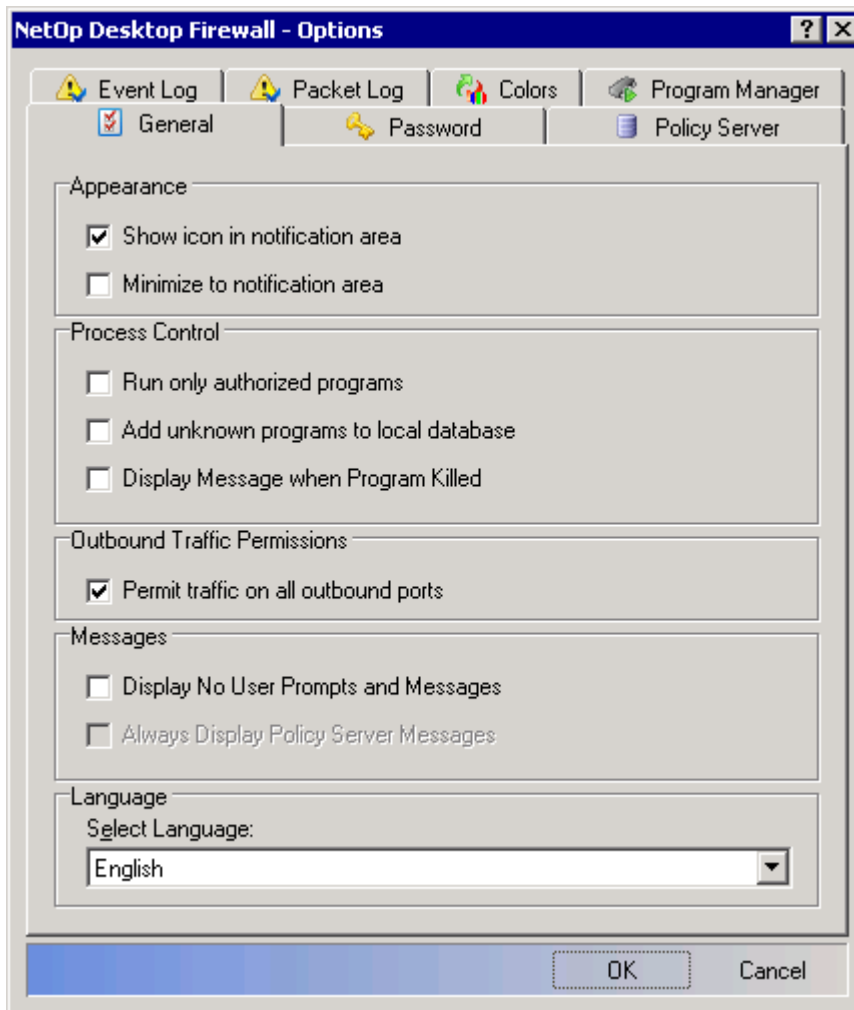 NetOp Desktop Firewall - Options
Event Log
Packet Log
Colors
Program Manager
General
Password
Policy Server
Appearance
Show icon in notification area
Minimize to notification area
Process Control
Run only authorized programs
Add unknown programs to local database
Display Message when Program Killed
Outbound Traffic Permissions
Permit traffic on all outbound ports
Messages
Display No User Prompts and Messages
Always Display Policy Server Messages
Language
Select Language:
English
OK
Cancel